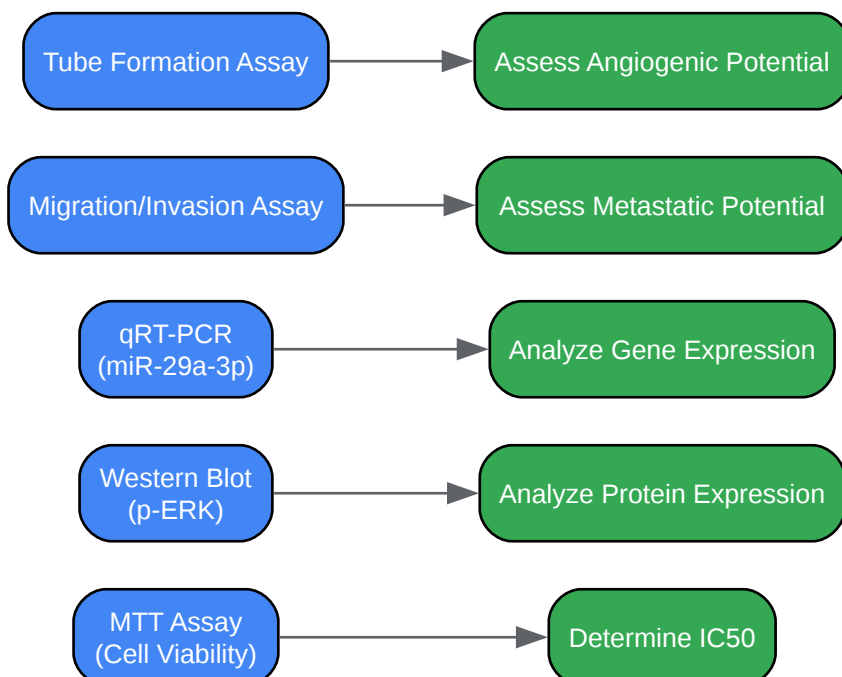 Tube Formation Assay
Assess Angiogenic Potential
Migration/Invasion Assay
Assess Metastatic Potential
qRT-PCR
(miR-29a-3p)
Analyze Gene Expression
Western Blot
(p-ERK)
Analyze Protein Expression
MTT Assay
(Cell Viability)
Determine IC50